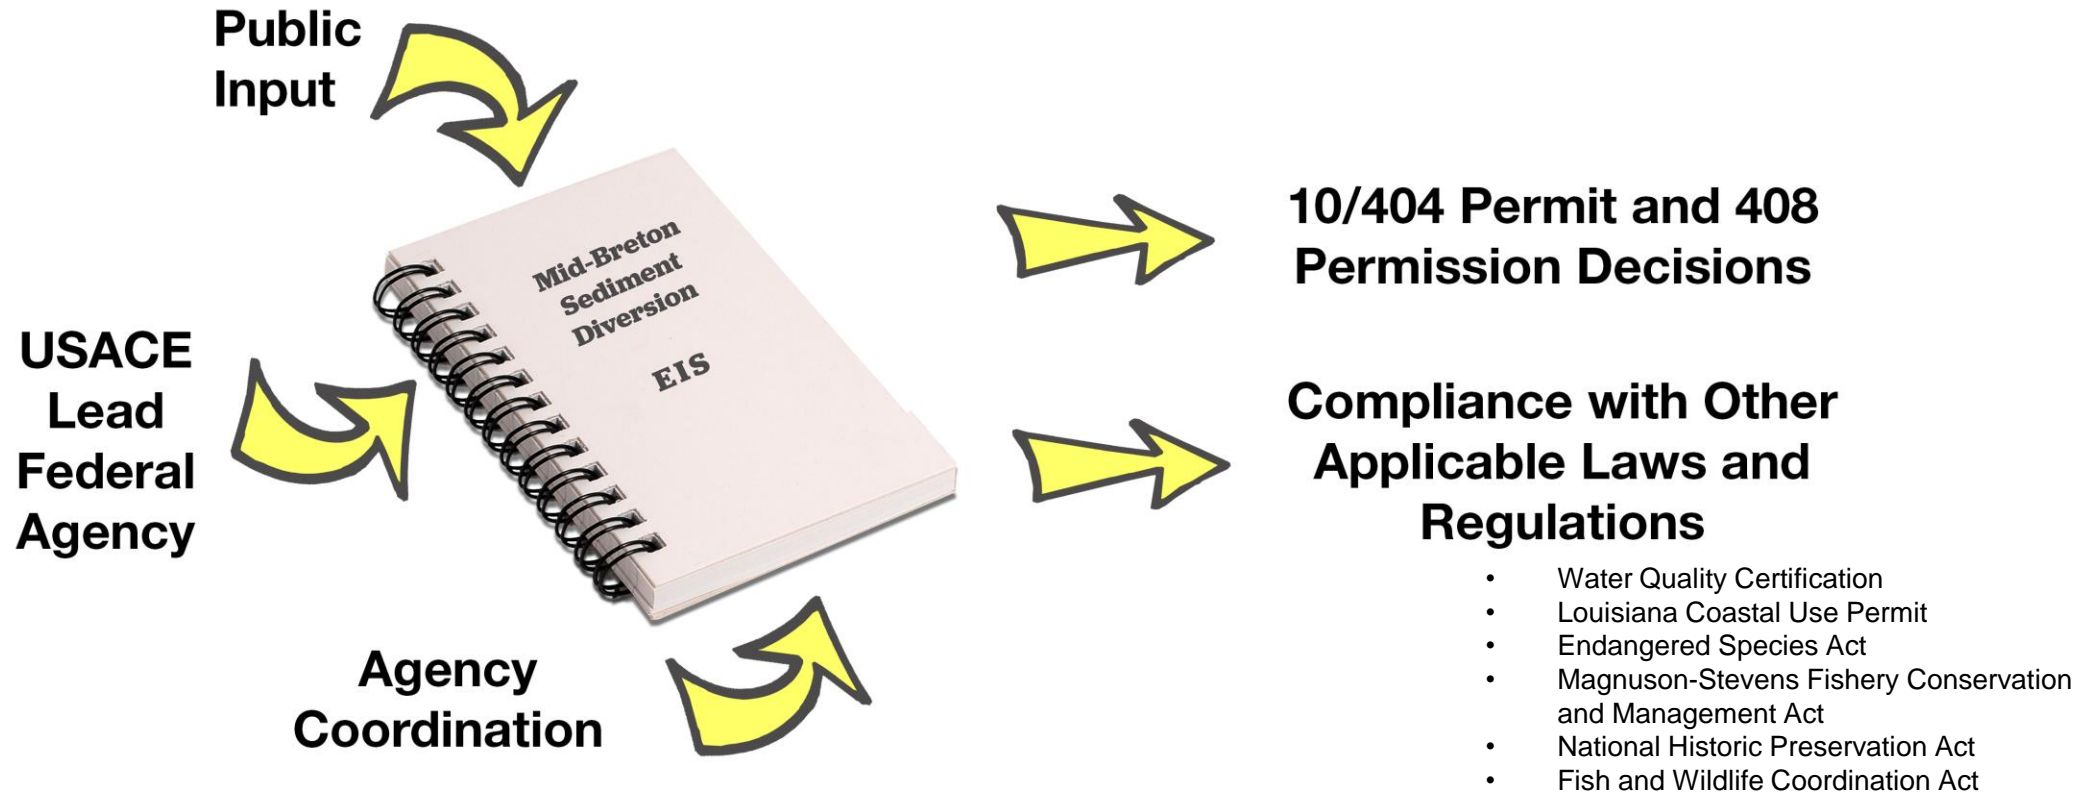 Public
Input
USACE
Lead
Federal
Agency
Agency
Coordination
Mid-Breton
Sediment
Diversion
EIS
10/404 Permit and 408
Permission Decisions
Compliance with Other
Applicable Laws and
Regulations
• Water Quality Certification
• Louisiana Coastal Use Permit
• Endangered Species Act
• Magnuson-Stevens Fishery Conservation
and Management Act
• National Historic Preservation Act
• Fish and Wildlife Coordination Act